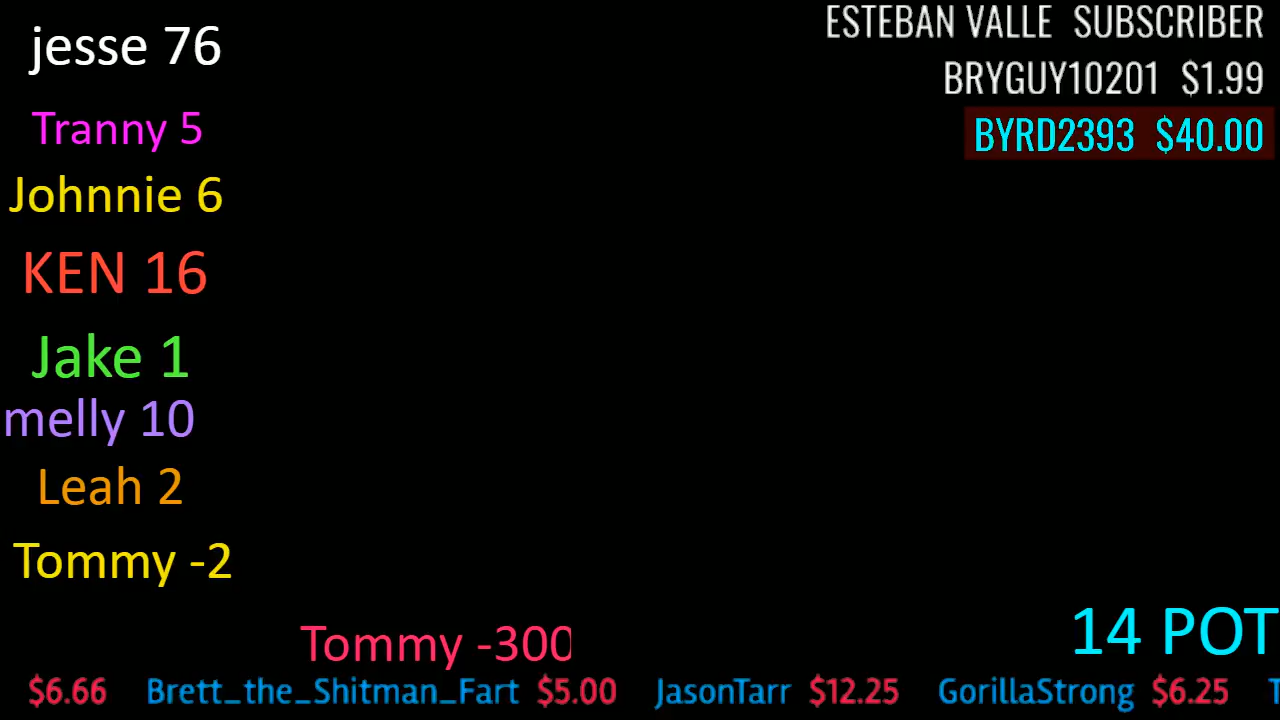 jesse 76
Tranny 5
Johnnie 6
KEN 16
Jake 1
melly 10
Leah 2
Tommy -2
ESTEBAN VALLE SUBSCRIBER
BRYGUY10201 $1.99
BYRD2393 $40.00
Tommy -300
14 POT
$6.66 Brett_the_Shitman_Fart $5.00 JasonTarr $12.25 GorillaStrong $6.25